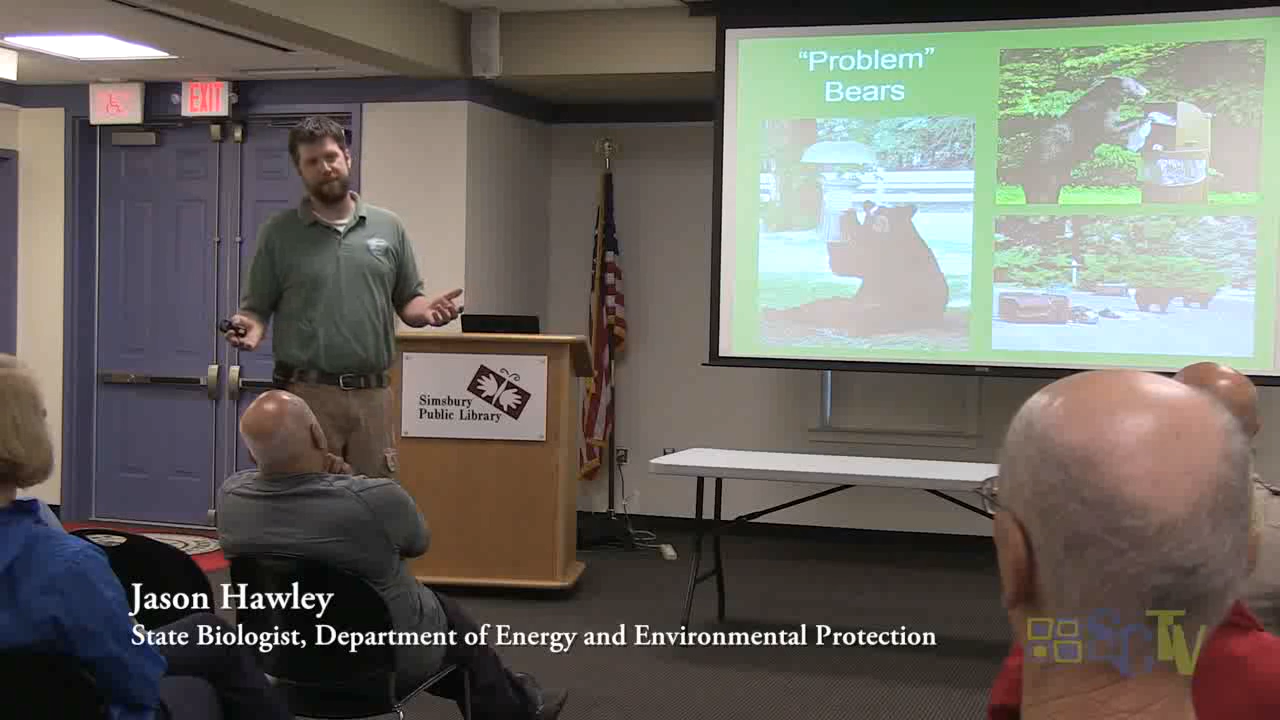 EXIT
"Problem"
Bears
Simsbury
Public Library
Jason Hawley
State Biologist, Department of Energy and Environmental Protection
SCTV